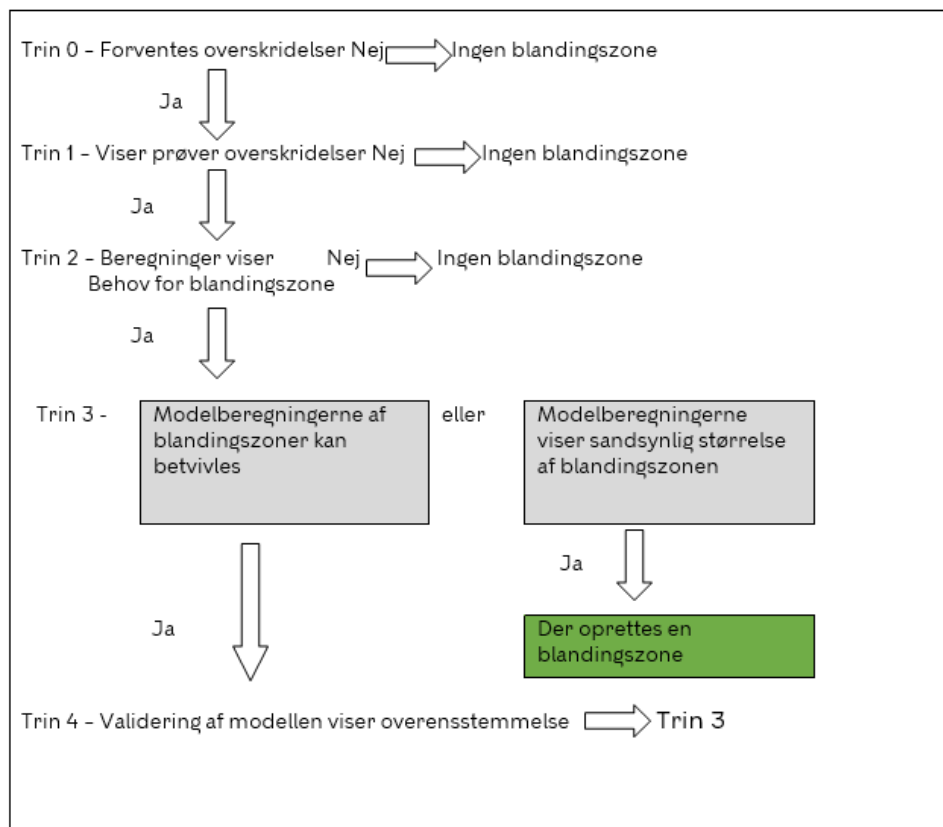 Trin 0 – Forventes overskridelser Nej Ingen blandingszone
Ja
Trin 1 – Viser prøver overskridelser Nej Ingen blandingszone
Ja
Trin 2 – Beregninger viser Nej Ingen blandingszone
Behov for blandingszone
Ja
Trin 3 -
Modelberegningerne af
blandingszoner kan
betvivles
eller
Modelberegningerne
viser sandsynlig størrelse
af blandingszonen
Ja
Der oprettes en
blandingszone
Ja
Trin 4 – Validering af modellen viser overensstemmelse Trin 3